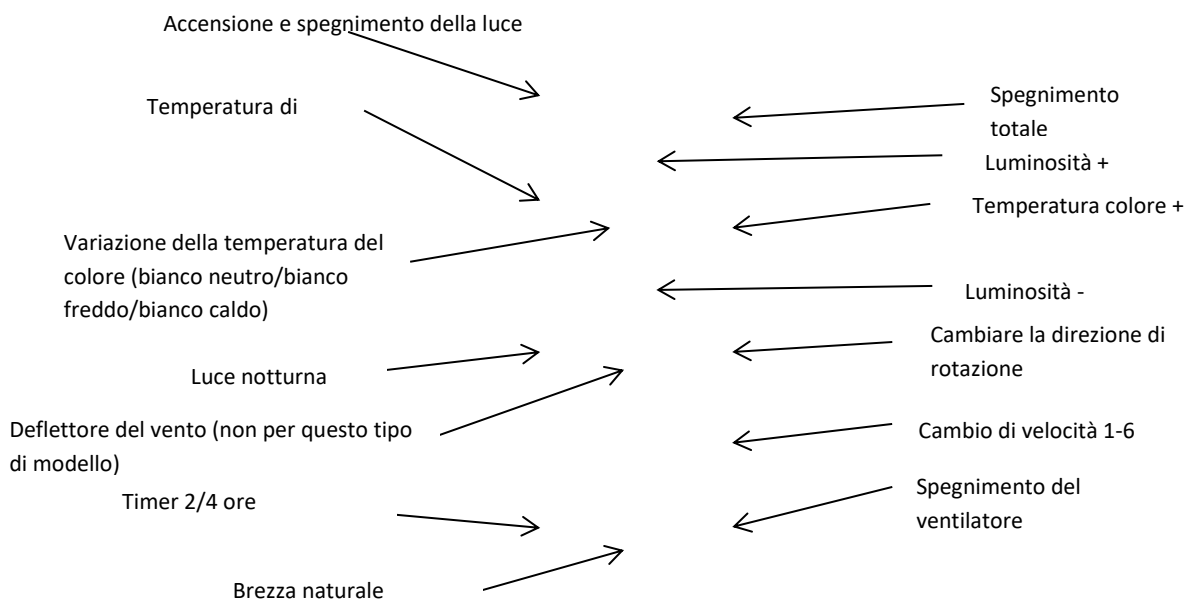 Accensione e spegnimento della luce
Temperatura di
Variazione della temperatura del
colore (bianco neutro/bianco
freddo/bianco caldo)
Luce notturna
Deflettore del vento (non per questo tipo
di modello)
Timer 2/4 ore
Brezza naturale
Spegnimento
totale
Luminosità +
Temperatura colore +
Luminosità -
Cambiare la direzione di
rotazione
Cambio di velocità 1-6
Spegnimento del
ventilatore